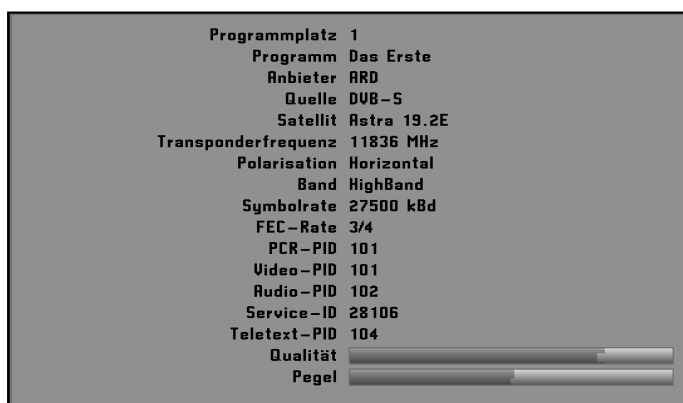 Programmplatz 1
Programm Das Erste
Anbieter ARD
Quelle DVB-S
Satellit Astra 19.2E
Transponderfrequenz 11836 MHz
Polarisation Horizontal
Band HighBand
Symbolrate 27500 kBd
FEC-Rate 3/4
PCR-PID 101
Video-PID 101
Audio-PID 102
Service-ID 28106
Teletext-PID 104
Qualität
Pegel